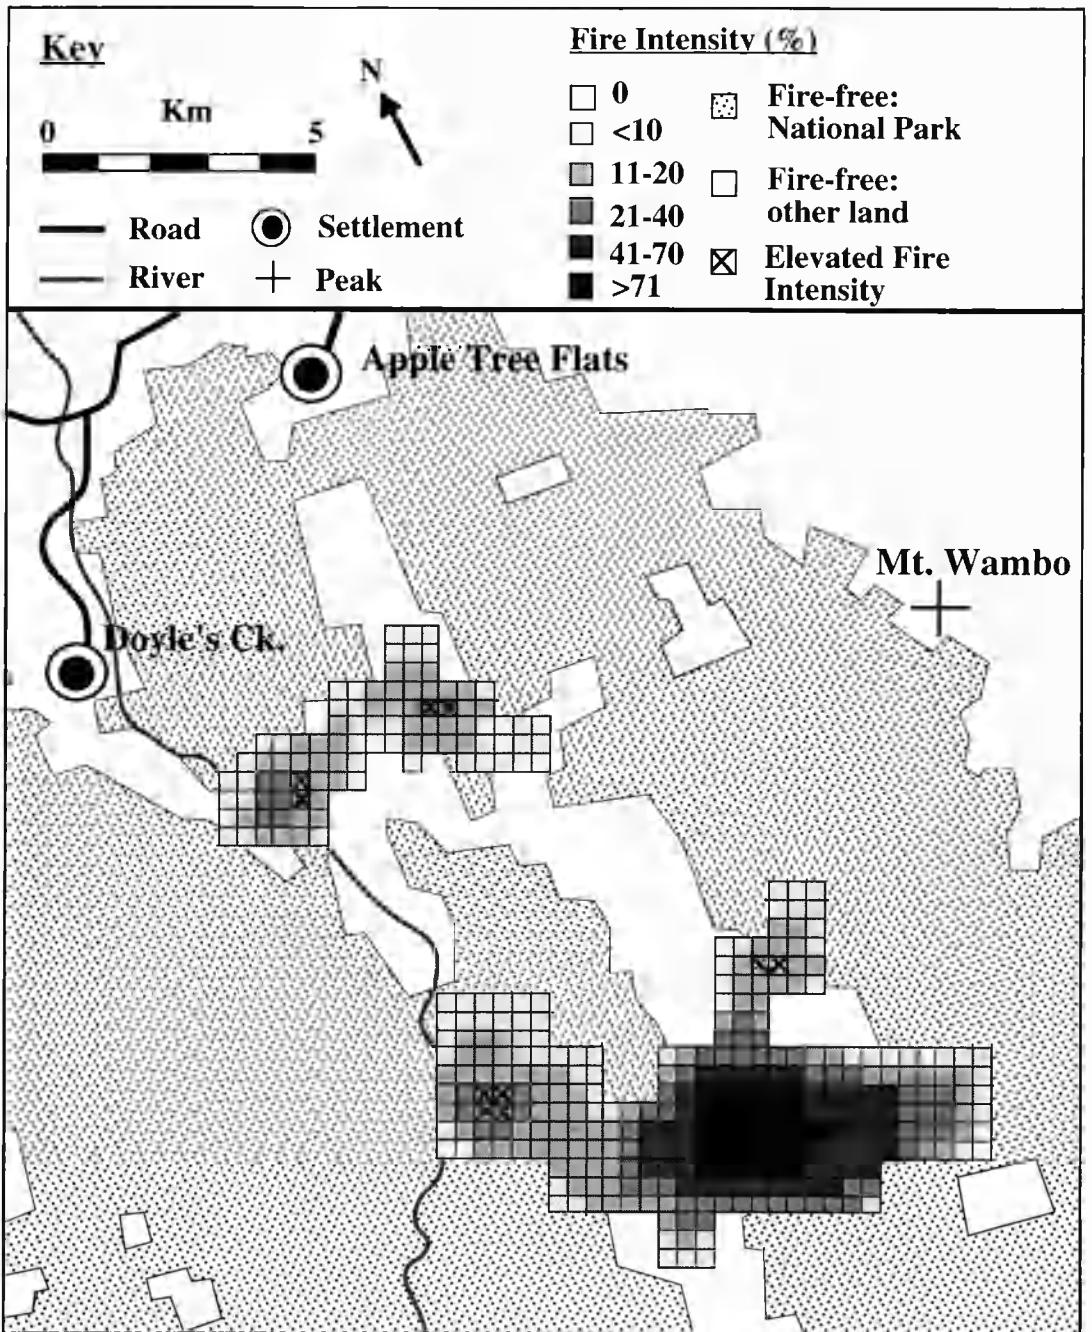 Key
N
Km
0 5
Road
Settlement
River
Peak
Fire Intensity (%)
0
<10
11-20
21-40
41-70
>71
Fire-free:
National Park
Fire-free:
other land
Elevated Fire
Intensity
Apple Tree Flats
Mt. Wambo
Doyle's Ck.